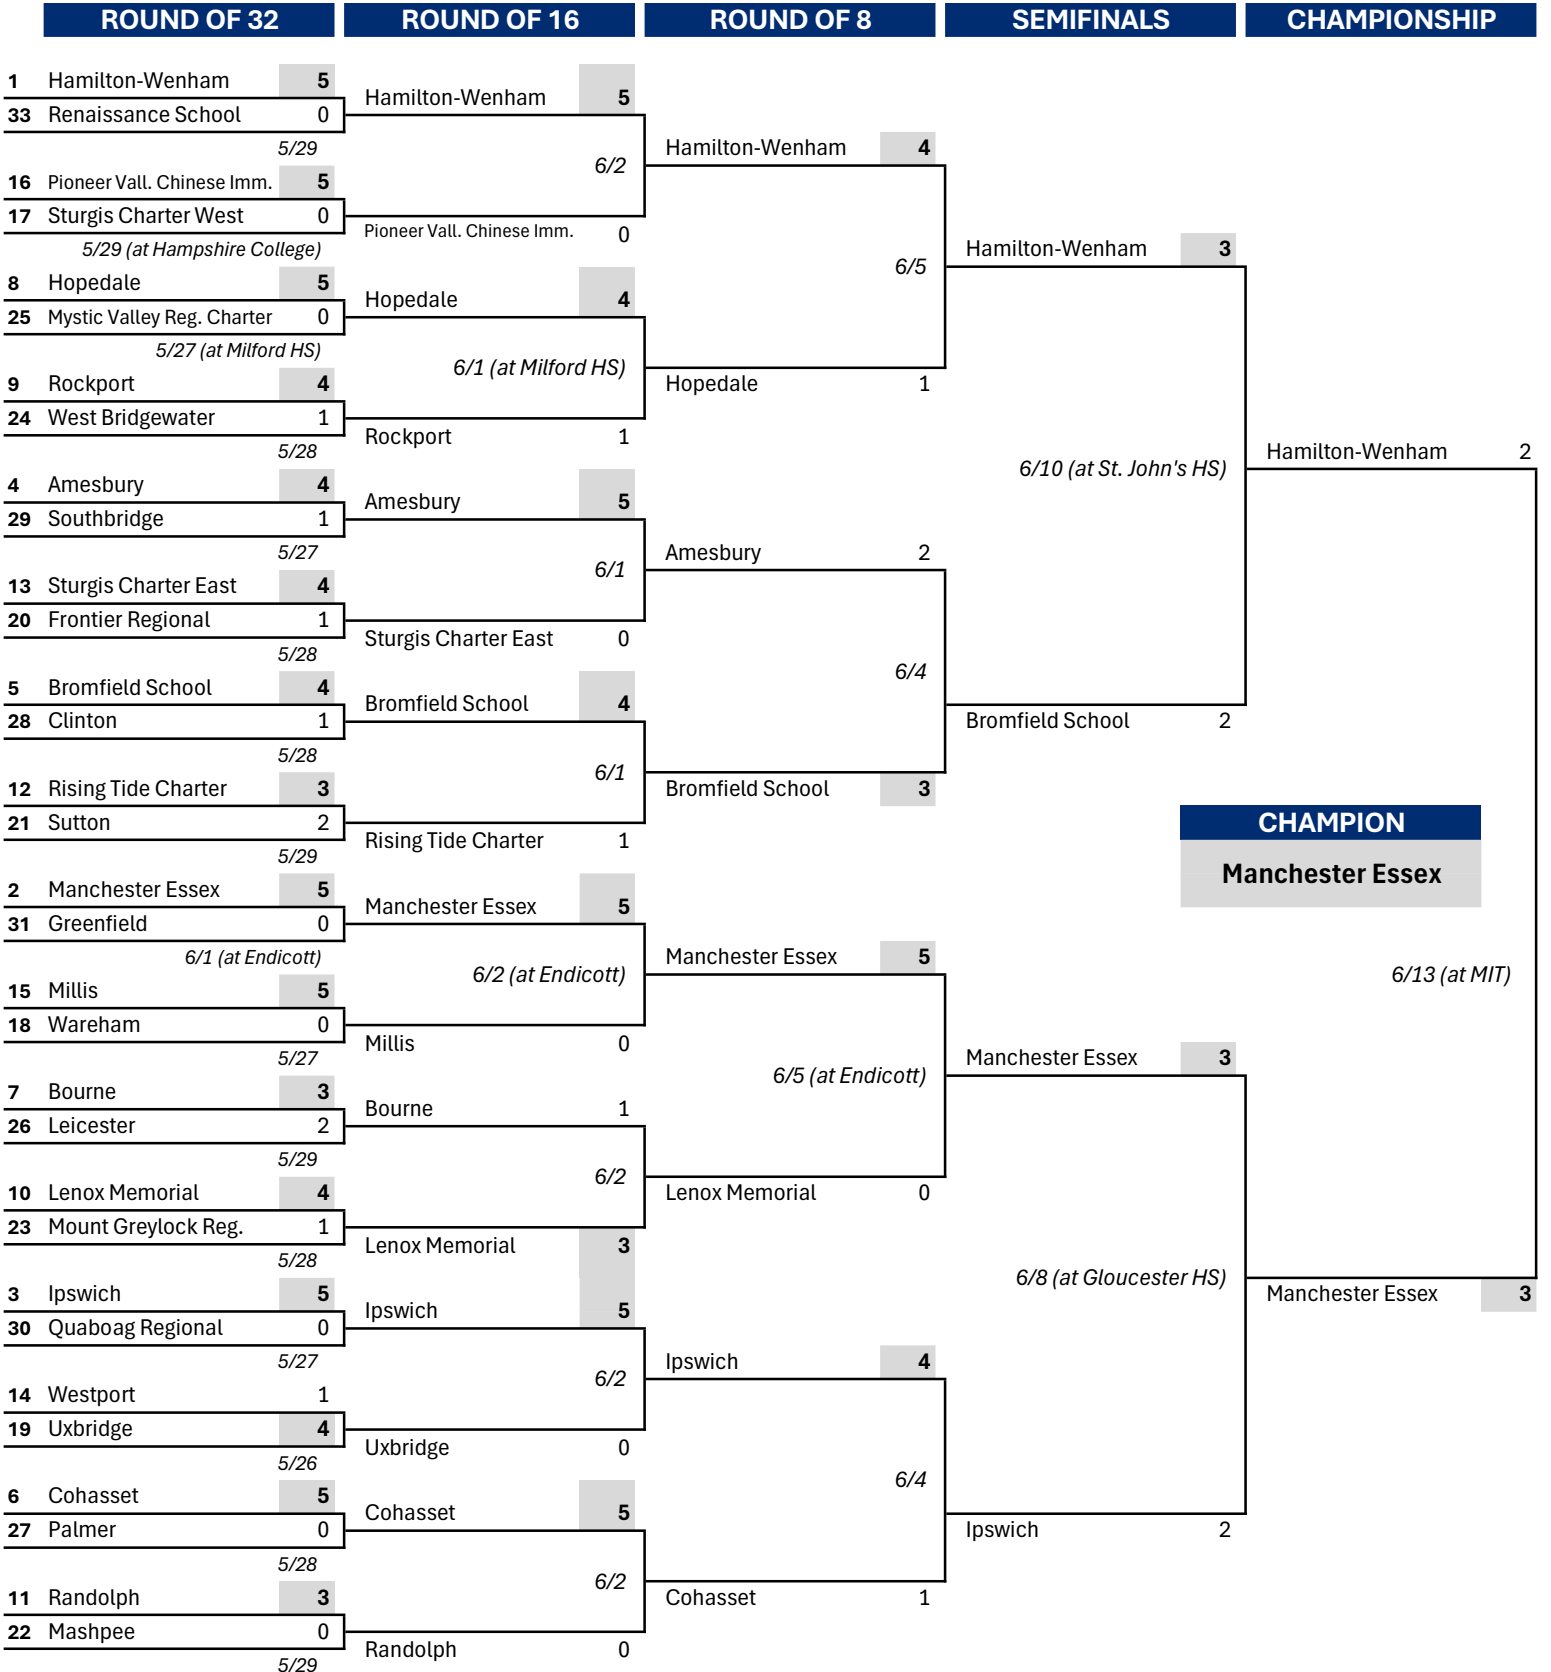 ROUND OF 32 ROUND OF 16 ROUND OF 8 SEMIFINALS CHAMPIONSHIP
1 Hamilton-Wenham 5
33 Renaissance School 0
5/29
16 Pioneer Vall. Chinese Imm. 5
17 Sturgis Charter West 0
5/29 (at Hampshire College)
8 Hopedale 5
25 Mystic Valley Reg. Charter 0
5/27 (at Milford HS)
9 Rockport 4
24 West Bridgewater 1
5/28
4 Amesbury 4
29 Southbridge 1
5/27
13 Sturgis Charter East 4
20 Frontier Regional 1
5/28
5 Bromfield School 4
28 Clinton 1
5/28
12 Rising Tide Charter 3
21 Sutton 2
5/29
2 Manchester Essex 5
31 Greenfield 0
6/1 (at Endicott)
15 Millis 5
18 Wareham 0
5/27
7 Bourne 3
26 Leicester 2
5/29
10 Lenox Memorial 4
23 Mount Greylock Reg. 1
5/28
3 Ipswich 5
30 Quaboag Regional 0
5/27
14 Westport 1
19 Uxbridge 4
5/26
6 Cohasset 5
27 Palmer 0
5/28
11 Randolph 3
22 Mashpee 0
5/29
Hamilton-Wenham 5
6/2
Pioneer Vall. Chinese Imm. 0
Hopedale 4
6/1 (at Milford HS)
Rockport 1
Amesbury 5
6/1
Sturgis Charter East 0
Bromfield School 4
6/1
Rising Tide Charter 1
Manchester Essex 5
6/2 (at Endicott)
Millis 0
Bourne 1
6/2
Lenox Memorial 3
Ipswich 5
6/2
Uxbridge 0
Cohasset 5
6/2
Randolph 0
Hamilton-Wenham 4
6/5
Hopedale 1
Amesbury 2
6/4
Bromfield School 3
Manchester Essex 5
6/5 (at Endicott)
Lenox Memorial 0
Ipswich 4
6/4
Cohasset 1
Hamilton-Wenham 3
6/10 (at St. John's HS)
Bromfield School 2
Manchester Essex 3
6/8 (at Gloucester HS)
Ipswich 2
Hamilton-Wenham 2
CHAMPION
Manchester Essex
6/13 (at MIT)
Manchester Essex 3